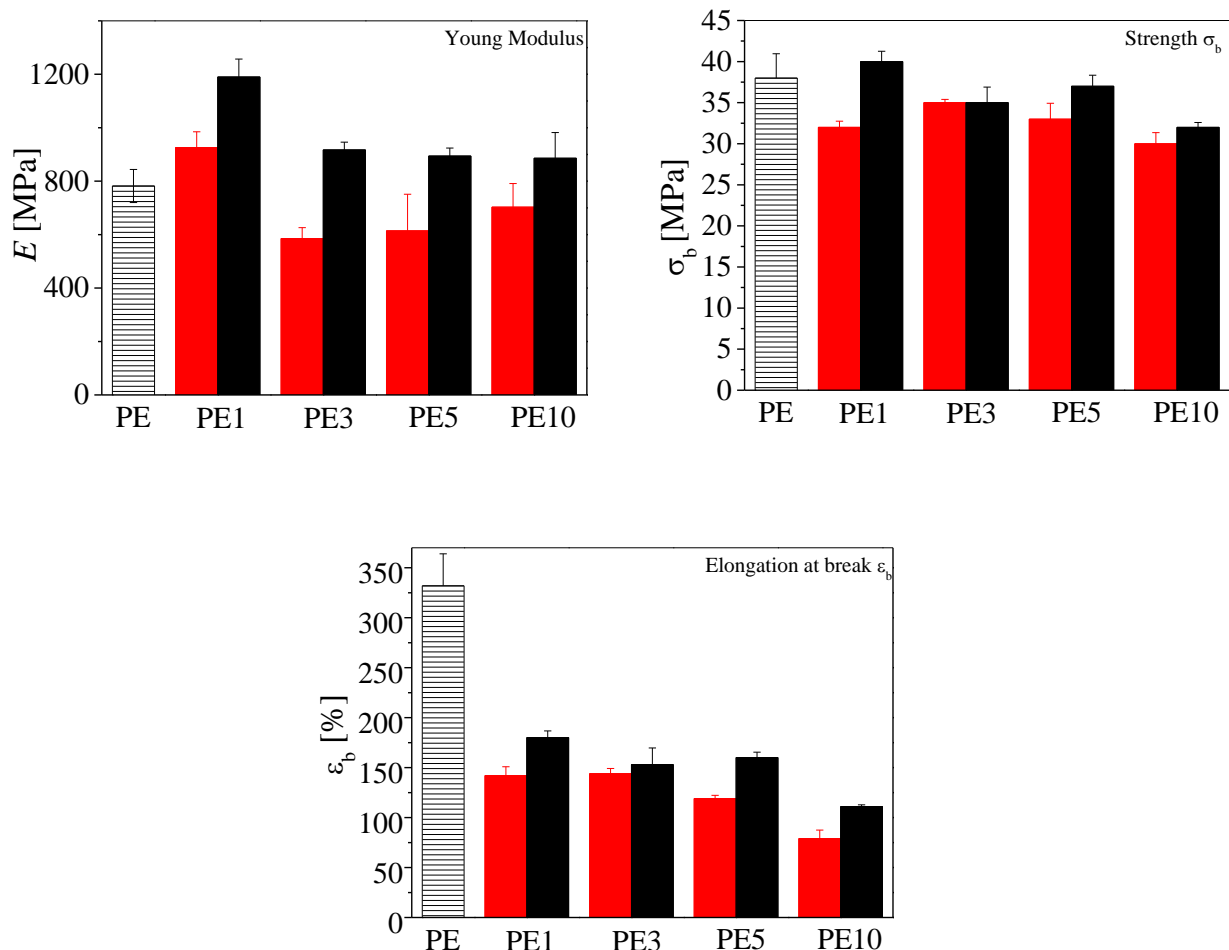 Young Modulus
1200
800
400
0
E [MPa]
PE PE1 PE3 PE5 PE10
Strength σb
45
40
35
30
25
20
15
10
5
0
σb [MPa]
PE PE1 PE3 PE5 PE10
Elongation at break εb
350
300
250
200
150
100
50
0
εb [%]
PE PE1 PE3 PE5 PE10